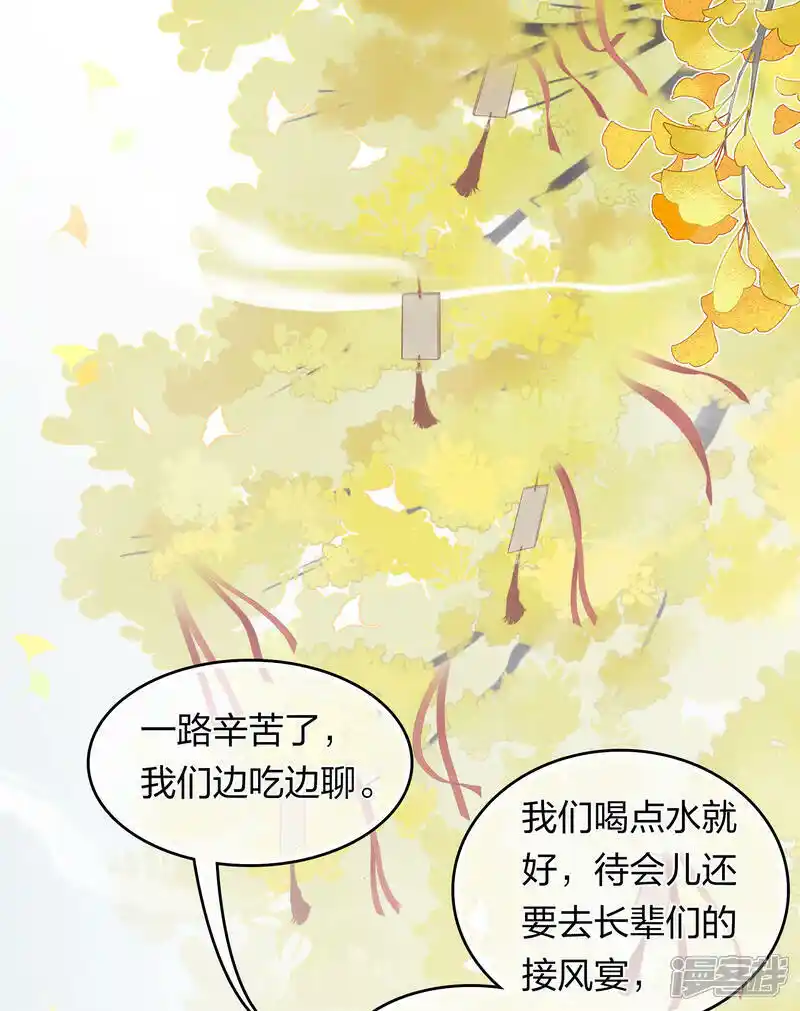 一路辛苦了，
我们边吃边聊。
我们喝点水就
好，待会儿还
要去长辈们的
接风宴，
漫客栈